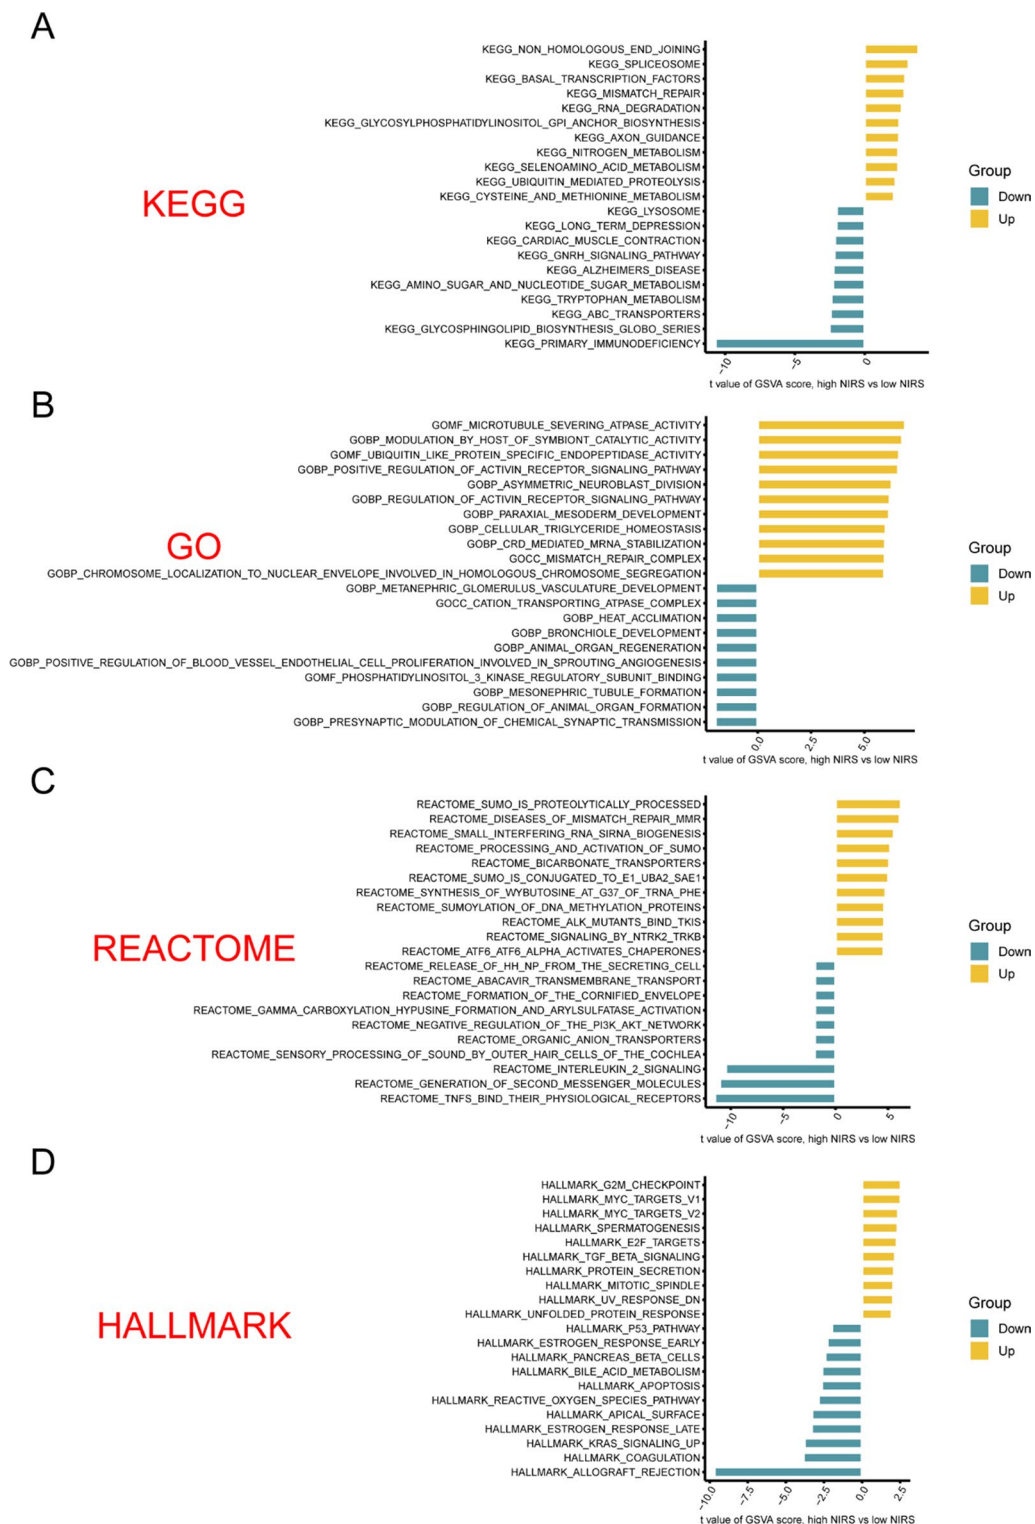 A
KEGG_NON_HOMOLOGOUS_END_JOINING
KEGG_SPLICEOSOME
KEGG_BASAL_TRANSCRIPTION_FACTORS
KEGG_MISMATCH_REPAIR
KEGG_RNA_DEGRADATION
KEGG_GLYCOSYLPHOSPHATIDYLINOSITOL_GPI_ANCHOR_BIOSYNTHESIS
KEGG_AXON_GUIDANCE
KEGG_NITROGEN_METABOLISM
KEGG_SELENOAMINO_ACID_METABOLISM
KEGG_UBIQUITIN_MEDIATED_PROTEOLYSIS
KEGG_CYSTEINE_AND_METHIONINE_METABOLISM
KEGG_LYSOSOME
KEGG_LONG_TERM_DEPRESSION
KEGG_CARDIAC_MUSCLE_CONTRACTION
KEGG_GNRH_SIGNALING_PATHWAY
KEGG_ALZHEIMERS_DISEASE
KEGG_AMINO_SUGAR_AND_NUCLEOTIDE_SUGAR_METABOLISM
KEGG_TRYPTOPHAN_METABOLISM
KEGG_ABC_TRANSPORTERS
KEGG_GLYCOSPHINGOLIPID_BIOSYNTHESIS_GLOBO_SERIES
KEGG_PRIMARY_IMMUNODEFICIENCY
KEGG
Group
Down
Up
-10 -5 0
t value of GSVA score, high NIRS vs low NIRS
B
GOMF_MICROTUBULE_SEVERING_ATPASE_ACTIVITY
GOBP_MODULATION_BY_HOST_OF_SYMBIONT_CATALYTIC_ACTIVITY
GOMF_UBIQUITIN_LIKE_PROTEIN_SPECIFIC_ENDOPEPTIDASE_ACTIVITY
GOBP_POSITIVE_REGULATION_OF_ACTIVIN_RECEPTOR_SIGNALING_PATHWAY
GOBP_ASYMMETRIC_NEUROBLAST_DIVISION
GOBP_REGULATION_OF_ACTIVIN_RECEPTOR_SIGNALING_PATHWAY
GOBP_PARAXIAL_MESODERM_DEVELOPMENT
GOBP_CELLULAR_TRIGLYCERIDE_HOMEOSTASIS
GOBP_CRD_MEDIATED_MRNA_STABILIZATION
GOCC_MISMATCH_REPAIR_COMPLEX
GOBP_CHROMOSOME_LOCALIZATION_TO_NUCLEAR_ENVELOPE_INVOLVED_IN_HOMOLOGOUS_CHROMOSOME_SEGREGATION
GOBP_METANEPHRIC_GLOMERULUS_VASCULATURE_DEVELOPMENT
GOCC_CATION_TRANSPORTING_ATPASE_COMPLEX
GOBP_HEAT_ACCLIMATION
GOBP_BRONCHIOLE_DEVELOPMENT
GOBP_ANIMAL_ORGAN_REGENERATION
GOBP_POSITIVE_REGULATION_OF_BLOOD_VESSEL_ENDOTHELIAL_CELL_PROLIFERATION_INVOLVED_IN_SPROUTING_ANGIOGENESIS
GOMF_PHOSPHATIDYLINOSITOL_3_KINASE_REGULATORY_SUBUNIT_BINDING
GOBP_MESONEPHRIC_TUBULE_FORMATION
GOBP_REGULATION_OF_ANIMAL_ORGAN_FORMATION
GOBP_PRESYNAPTIC_MODULATION_OF_CHEMICAL_SYNAPTIC_TRANSMISSION
GO
Group
Down
Up
0.0 2.5 5.0
t value of GSVA score, high NIRS vs low NIRS
C
REACTOME_SUMO_IS_PROTEOLYTICALLY_PROCESSED
REACTOME_DISEASES_OF_MISMATCH_REPAIR_MMR
REACTOME_SMALL_INTERFERING_RNA_SIRNA_BIOGENESIS
REACTOME_PROCESSING_AND_ACTIVATION_OF_SUMO
REACTOME_BICARBONATE_TRANSPORTERS
REACTOME_SUMO_IS_CONJUGATED_TO_E1_UBA2_SAE1
REACTOME_SYNTHESIS_OF_WYBUTOSINE_AT_G37_OF_TRNA_PHE
REACTOME_SUMOYLATION_OF_DNA_METHYLATION_PROTEINS
REACTOME_ALK_MUTANTS_BIND_TKIS
REACTOME_SIGNALING_BY_NTRK2_TRKB
REACTOME_ATF6_ATF6_ALPHA_ACTIVATES_CHAPERONES
REACTOME_RELEASE_OF_HH_NP_FROM_THE_SECRETING_CELL
REACTOME_ABACAVIR_TRANSMEMBRANE_TRANSPORT
REACTOME_FORMATION_OF_THE_CORNIFIED_ENVELOPE
REACTOME_GAMMA_CARBOXYLATION_HYPUSINE_FORMATION_AND_ARYLSULFATASE_ACTIVATION
REACTOME_NEGATIVE_REGULATION_OF_THE_PI3K_AKT_NETWORK
REACTOME_ORGANIC_ANION_TRANSPORTERS
REACTOME_SENSORY_PROCESSING_OF_SOUND_BY_OUTER_HAIR_CELLS_OF_THE_COCHLEA
REACTOME_INTERLEUKIN_2_SIGNALING
REACTOME_GENERATION_OF_SECOND_MESSENGER_MOLECULES
REACTOME_TNFS_BIND_THEIR_PHYSIOLOGICAL_RECEPTORS
REACTOME
Group
Down
Up
-10 -5 0 5
t value of GSVA score, high NIRS vs low NIRS
D
HALLMARK_G2M_CHECKPOINT
HALLMARK_MYC_TARGETS_V1
HALLMARK_MYC_TARGETS_V2
HALLMARK_SPERMATOGENESIS
HALLMARK_E2F_TARGETS
HALLMARK_TGF_BETA_SIGNALING
HALLMARK_PROTEIN_SECRETION
HALLMARK_MITOTIC_SPINDLE
HALLMARK_UV_RESPONSE_DN
HALLMARK_UNFOLDED_PROTEIN_RESPONSE
HALLMARK_P53_PATHWAY
HALLMARK_ESTROGEN_RESPONSE_EARLY
HALLMARK_PANCREAS_BETA_CELLS
HALLMARK_BILE_ACID_METABOLISM
HALLMARK_APOPTOSIS
HALLMARK_REACTIVE_OXYGEN_SPECIES_PATHWAY
HALLMARK_APICAL_SURFACE
HALLMARK_ESTROGEN_RESPONSE_LATE
HALLMARK_KRAS_SIGNALING_UP
HALLMARK_COAGULATION
HALLMARK_ALLOGRAFT_REJECTION
HALLMARK
Group
Down
Up
-10.0 -7.5 -5.0 -2.5 0.0 2.5
t value of GSVA score, high NIRS vs low NIRS